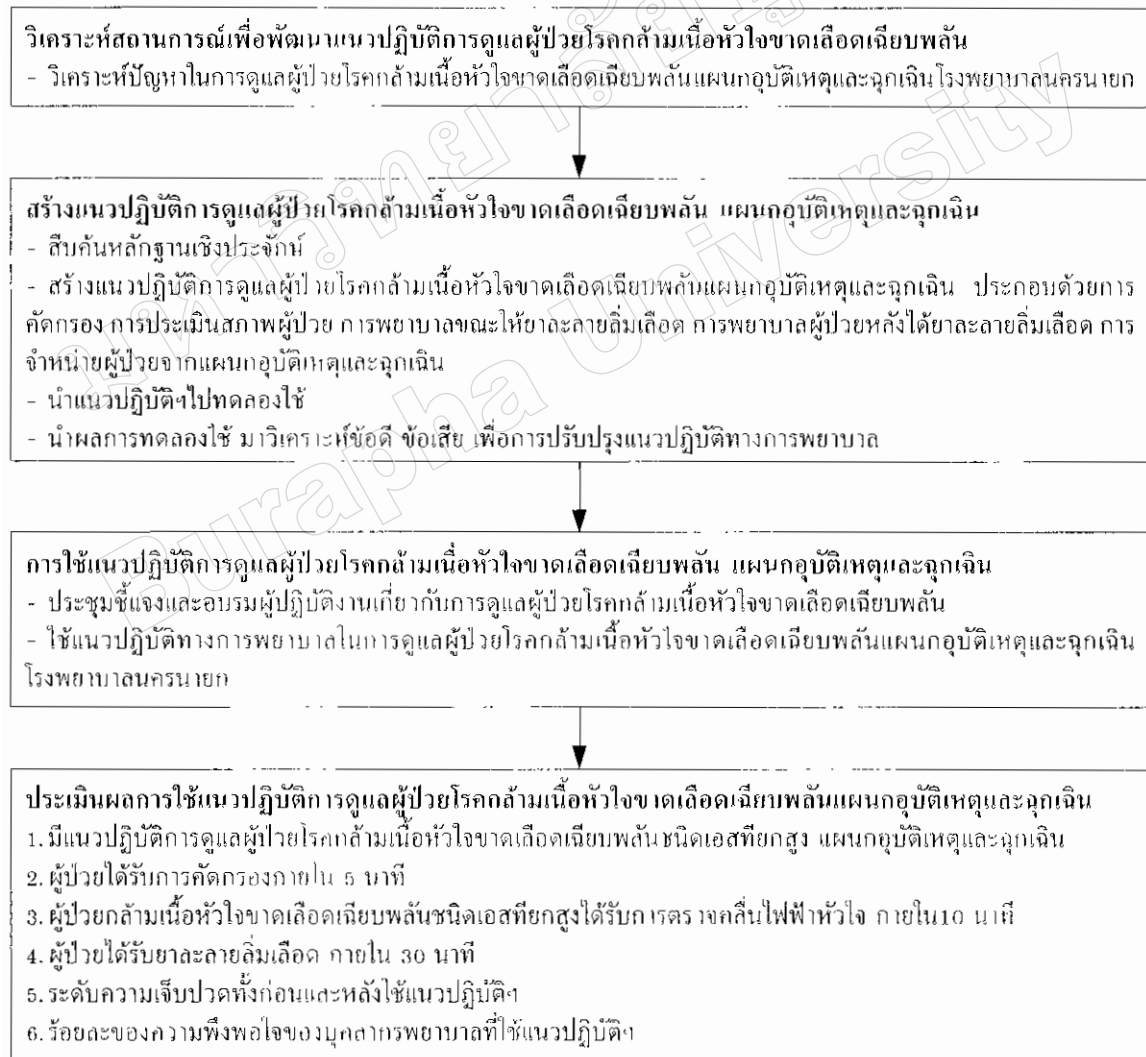 วิเคราะห์สถานการณ์เพื่อพัฒนาแนวปฏิบัติการดูแลผู้ป่วยโรคกล้ามเนื้อหัวใจขาดเลือดเฉียบพลัน
- วิเคราะห์ปัญหาในการดูแลผู้ป่วยโรคกล้ามเนื้อหัวใจขาดเลือดเฉียบพลันแผนกอุบัติเหตุและฉุกเฉินโรงพยาบาลนครนายก
สร้างแนวปฏิบัติการดูแลผู้ป่วยโรคกล้ามเนื้อหัวใจขาดเลือดเฉียบพลัน แผนกอุบัติเหตุและฉุกเฉิน
- สืบค้นหลักฐานเชิงประจักษ์
- สร้างแนวปฏิบัติการดูแลผู้ป่วยโรคกล้ามเนื้อหัวใจขาดเลือดเฉียบพลันแผนกอุบัติเหตุและฉุกเฉิน ประกอบด้วยการ
คัดกรอง การประเมินสภาพผู้ป่วย การพยาบาลขณะให้ยาละลายลิ่มเลือด การพยาบาลผู้ป่วยหลังได้ยาละลายลิ่มเลือด การ
จำหน่ายผู้ป่วยจากแผนกอุบัติเหตุและฉุกเฉิน
- นำแนวปฏิบัติฯไปทดลองใช้
- นำผลการทดลองใช้ มาวิเคราะห์ข้อดี ข้อเสีย เพื่อการปรับปรุงแนวปฏิบัติทางการพยาบาล
การใช้แนวปฏิบัติการดูแลผู้ป่วยโรคกล้ามเนื้อหัวใจขาดเลือดเฉียบพลัน แผนกอุบัติเหตุและฉุกเฉิน
- ประชุมชี้แจงและอบรมผู้ปฏิบัติงานเกี่ยวกับการดูแลผู้ป่วยโรคกล้ามเนื้อหัวใจขาดเลือดเฉียบพลัน
- ใช้แนวปฏิบัติทางการพยาบาลในการดูแลผู้ป่วยโรคกล้ามเนื้อหัวใจขาดเลือดเฉียบพลันแผนกอุบัติเหตุและฉุกเฉิน
โรงพยาบาลนครนายก
ประเมินผลการใช้แนวปฏิบัติการดูแลผู้ป่วยโรคกล้ามเนื้อหัวใจขาดเลือดเฉียบพลันแผนกอุบัติเหตุและฉุกเฉิน
1. มีแนวปฏิบัติการดูแลผู้ป่วยโรคกล้ามเนื้อหัวใจขาดเลือดเฉียบพลันชนิดเอสทียกสูง แผนกอุบัติเหตุและฉุกเฉิน
2. ผู้ป่วยได้รับการคัดกรองภายใน 5 นาที
3. ผู้ป่วยกล้ามเนื้อหัวใจขาดเลือดเฉียบพลันชนิดเอสทียกสูงได้รับการตรวจคลื่นไฟฟ้าหัวใจ ภายใน10 นาที
4. ผู้ป่วยได้รับยาละลายลิ่มเลือด ภายใน 30 นาที
5. ระดับความเจ็บปวดทั้งก่อนและหลังใช้แนวปฏิบัติฯ
6. ร้อยละของความพึงพอใจของบุคลากรพยาบาลที่ใช้แนวปฏิบัติฯ
Burapha University